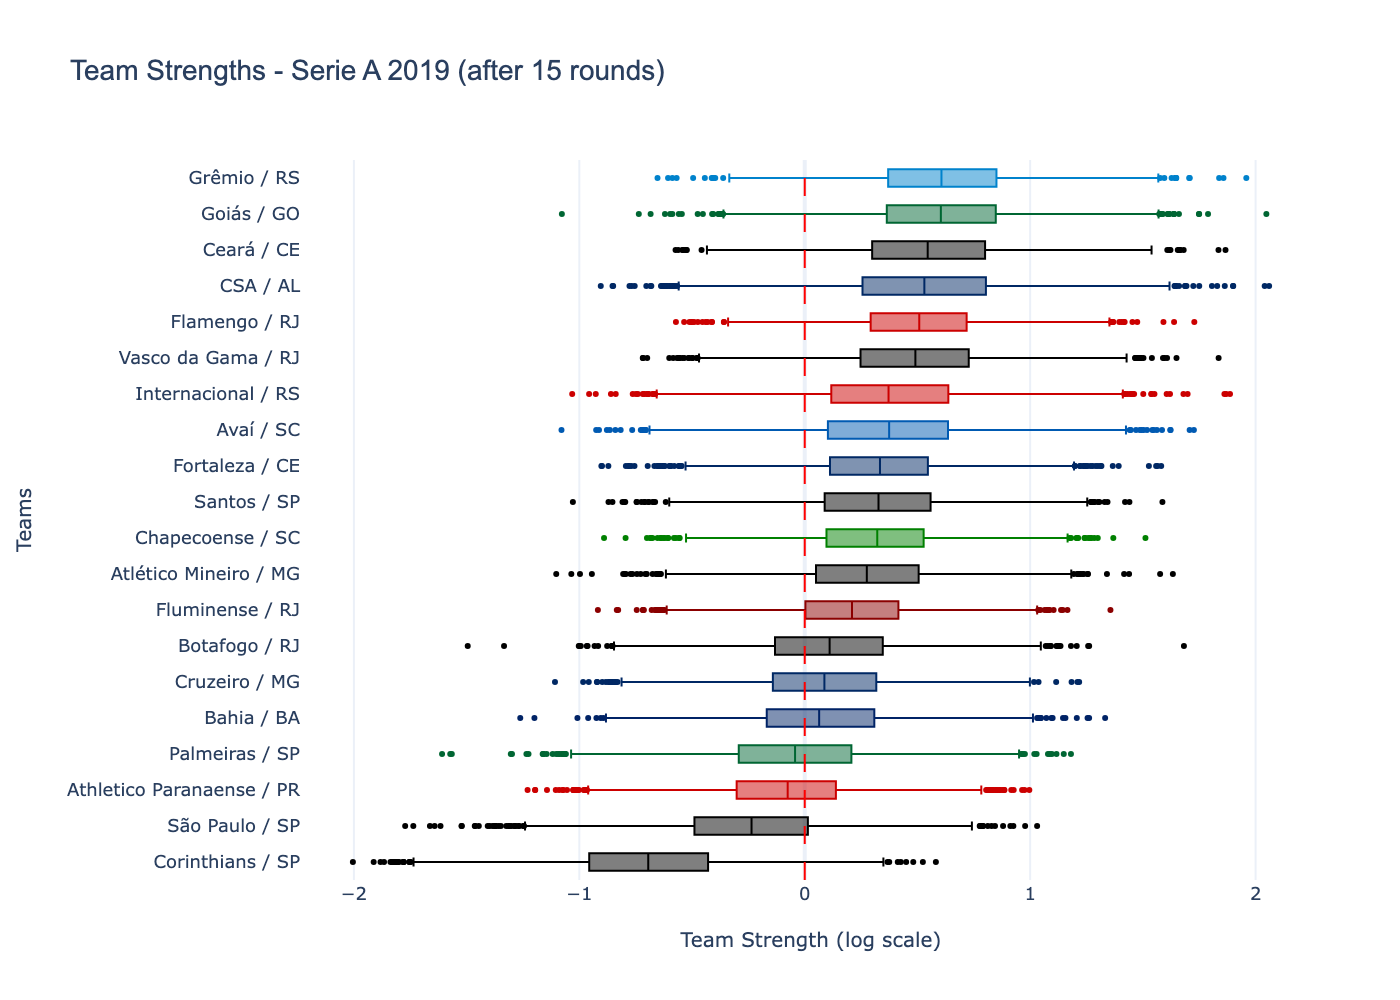 Team Strengths - Serie A 2019 (after 15 rounds)
Grêmio / RS
Goiás / GO
Ceará / CE
CSA / AL
Flamengo / RJ
Vasco da Gama / RJ
Internacional / RS
Avaí / SC
Fortaleza / CE
Santos / SP
Chapecoense / SC
Atlético Mineiro / MG
Fluminense / RJ
Botafogo / RJ
Cruzeiro / MG
Bahia / BA
Palmeiras / SP
Athletico Paranaense / PR
São Paulo / SP
Corinthians / SP
Teams
−2 −1 0 1 2
Team Strength (log scale)